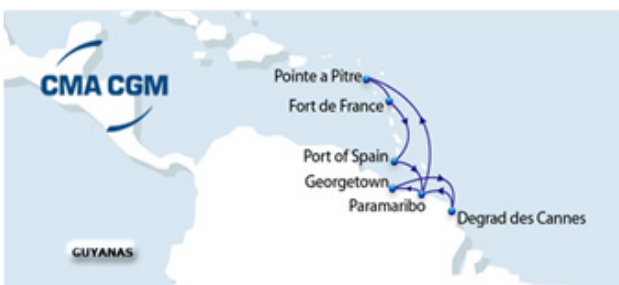 CMA CGM
Pointe a Pitre
Fort de France
Port of Spain
Georgetown
Paramaribo
Degrad des Cannes
GUYANAS